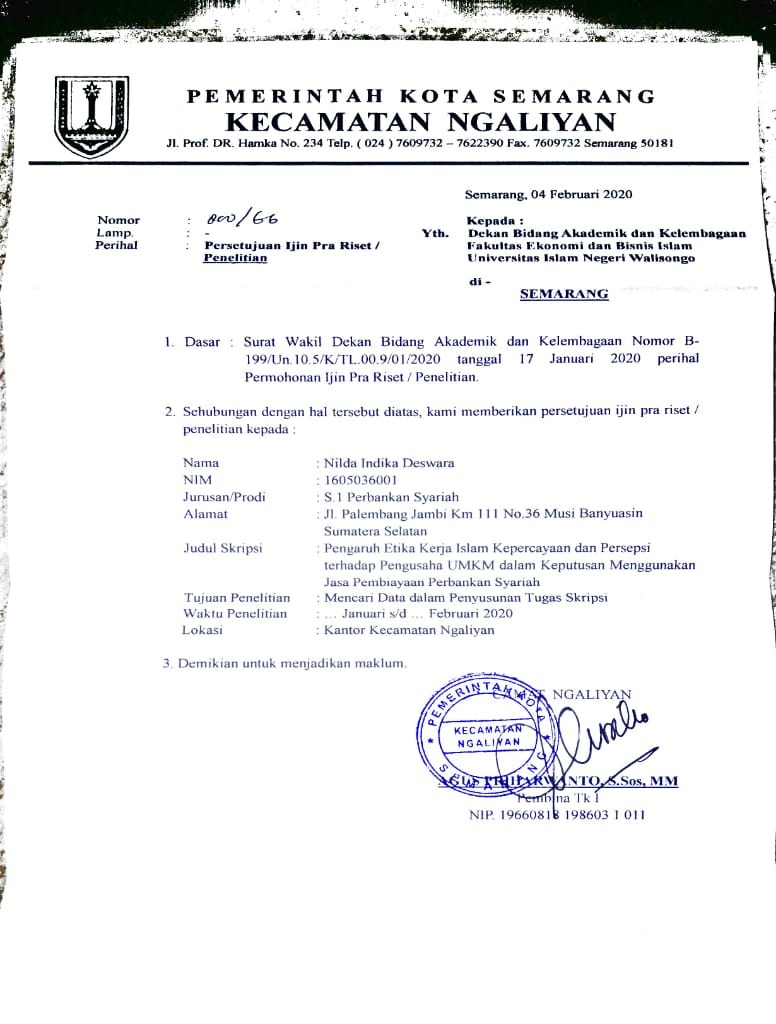 PEMERINTAH KOTA SEMARANG
KECAMATAN NGALIYAN
Jl. Prof. DR. Hamka No. 234 Telp. ( 024 ) 7609732 – 7622390 Fax. 7609732 Semarang 50181
Semarang, 04 Februari 2020
Nomor : 800/66
Lamp. : -
Perihal : Persetujuan Ijin Pra Riset /
Penelitian
Kepada :
Yth. Dekan Bidang Akademik dan Kelembagaan
Fakultas Ekonomi dan Bisnis Islam
Universitas Islam Negeri Walisongo
di -
SEMARANG
1. Dasar : Surat Wakil Dekan Bidang Akademik dan Kelembagaan Nomor B-
199/Un.10.5/K/TL.00.9/01/2020 tanggal 17 Januari 2020 perihal
Permohonan Ijin Pra Riset / Penelitian.
2. Sehubungan dengan hal tersebut diatas, kami memberikan persetujuan ijin pra riset /
penelitian kepada :
Nama : Nilda Indika Deswara
NIM : 1605036001
Jurusan/Prodi : S.1 Perbankan Syariah
Alamat : Jl. Palembang Jambi Km 111 No.36 Musi Banyuasin
Sumatera Selatan
Judul Skripsi : Pengaruh Etika Kerja Islam Kepercayaan dan Persepsi
terhadap Pengusaha UMKM dalam Keputusan Menggunakan
Jasa Pembiayaan Perbankan Syariah
Tujuan Penelitian : Mencari Data dalam Penyusunan Tugas Skripsi
Waktu Penelitian : ... Januari s/d ... Februari 2020
Lokasi : Kantor Kecamatan Ngaliyan
3. Demikian untuk menjadikan maklum.
CAMAT NGALIYAN
PEMERINTAH KOTA
KECAMATAN
NGALIYAN
SEMARANG
AGUS PRIHARWANTO, S.Sos, MM
Pembina Tk I
NIP. 19660818 198603 1 011